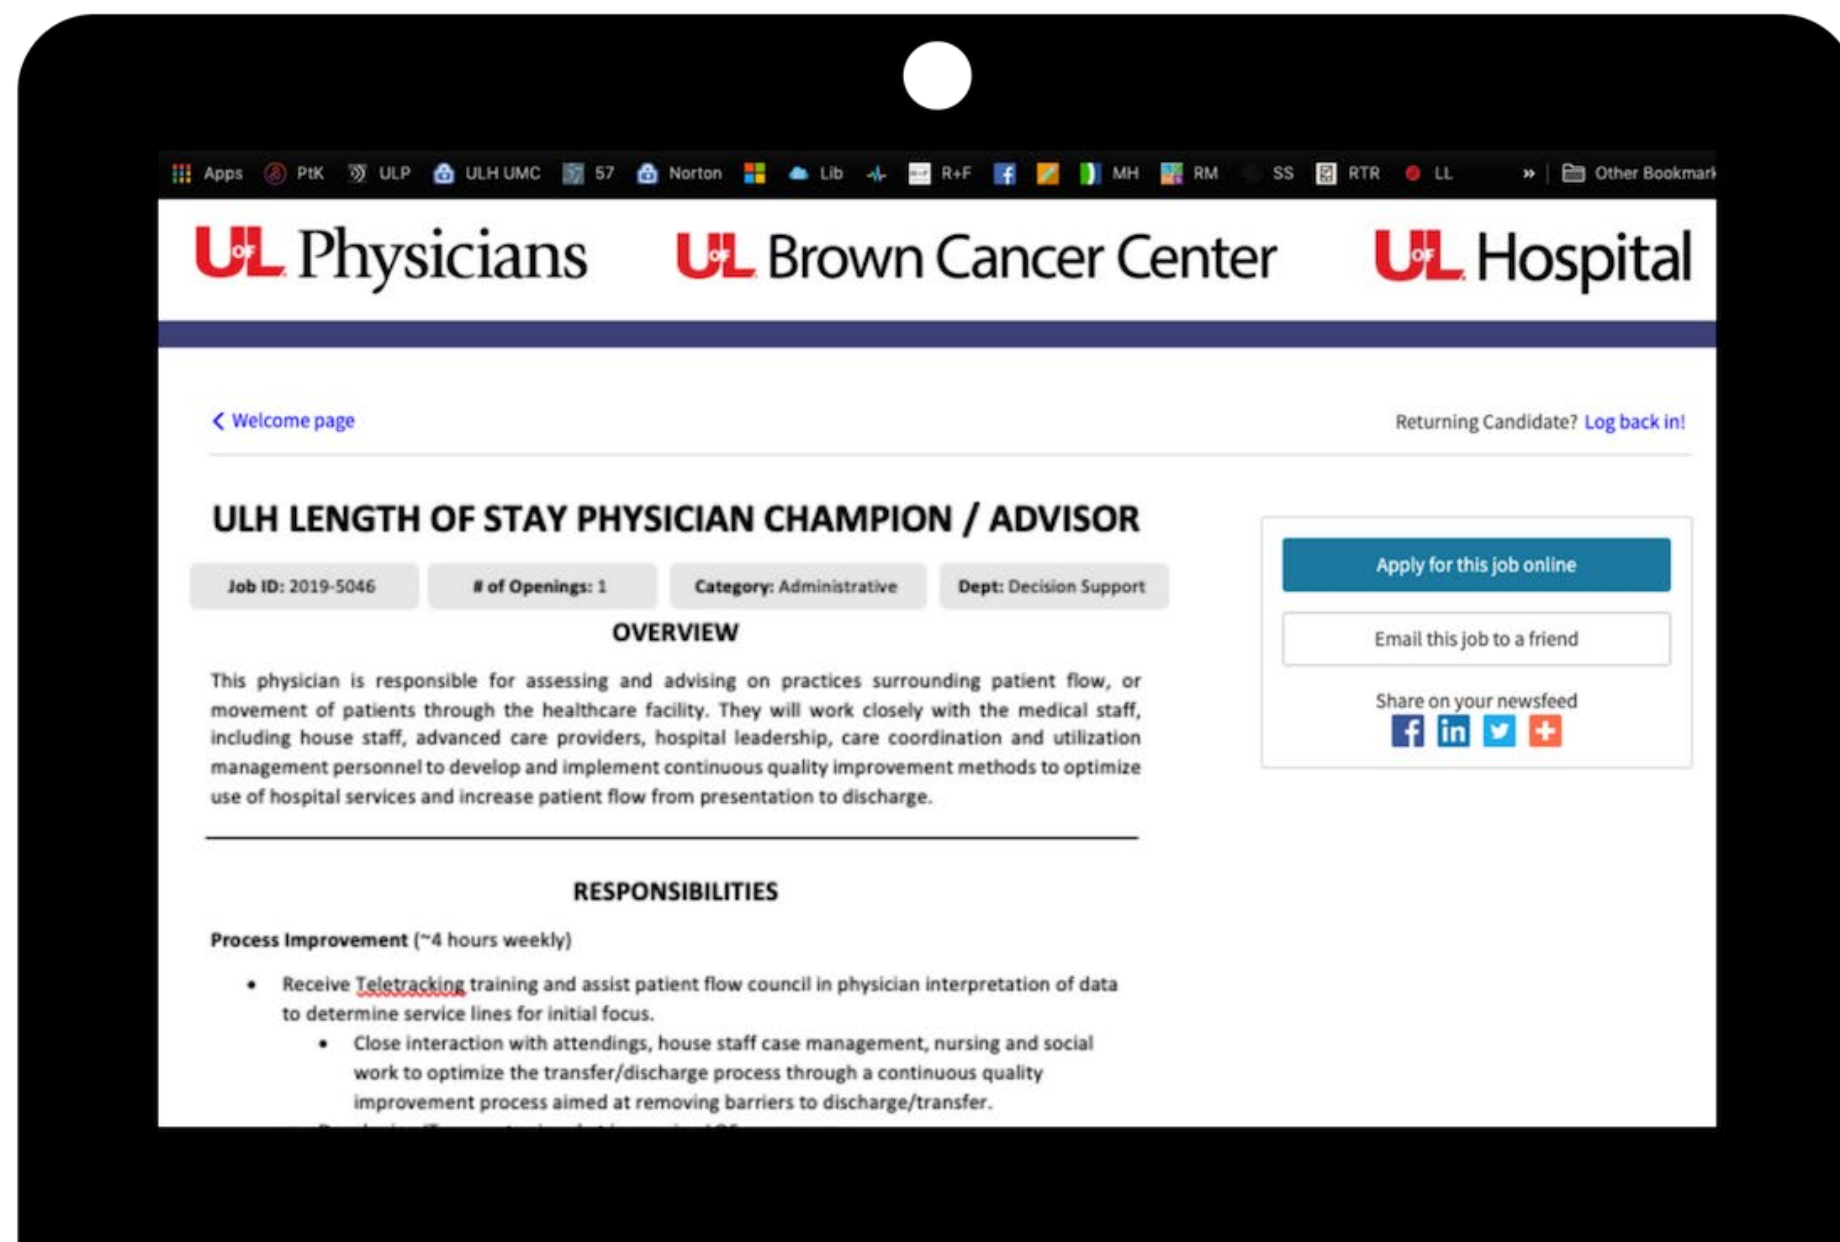 Apps PtK ULP ULH UMC 57 Norton Lib R+F MH RM SS RTR LL » Other Bookmark
UofL Physicians UofL Brown Cancer Center UofL Hospital
Welcome page
Returning Candidate? Log back in!
ULH LENGTH OF STAY PHYSICIAN CHAMPION / ADVISOR
Job ID: 2019-5046 # of Openings: 1 Category: Administrative Dept: Decision Support
OVERVIEW
This physician is responsible for assessing and advising on practices surrounding patient flow, or
movement of patients through the healthcare facility. They will work closely with the medical staff,
including house staff, advanced care providers, hospital leadership, care coordination and utilization
management personnel to develop and implement continuous quality improvement methods to optimize
use of hospital services and increase patient flow from presentation to discharge.
RESPONSIBILITIES
Process Improvement (~4 hours weekly)
• Receive Teletracking training and assist patient flow council in physician interpretation of data
to determine service lines for initial focus.
• Close interaction with attendings, house staff case management, nursing and social
work to optimize the transfer/discharge process through a continuous quality
improvement process aimed at removing barriers to discharge/transfer.
Apply for this job online
Email this job to a friend
Share on your newsfeed
f in +